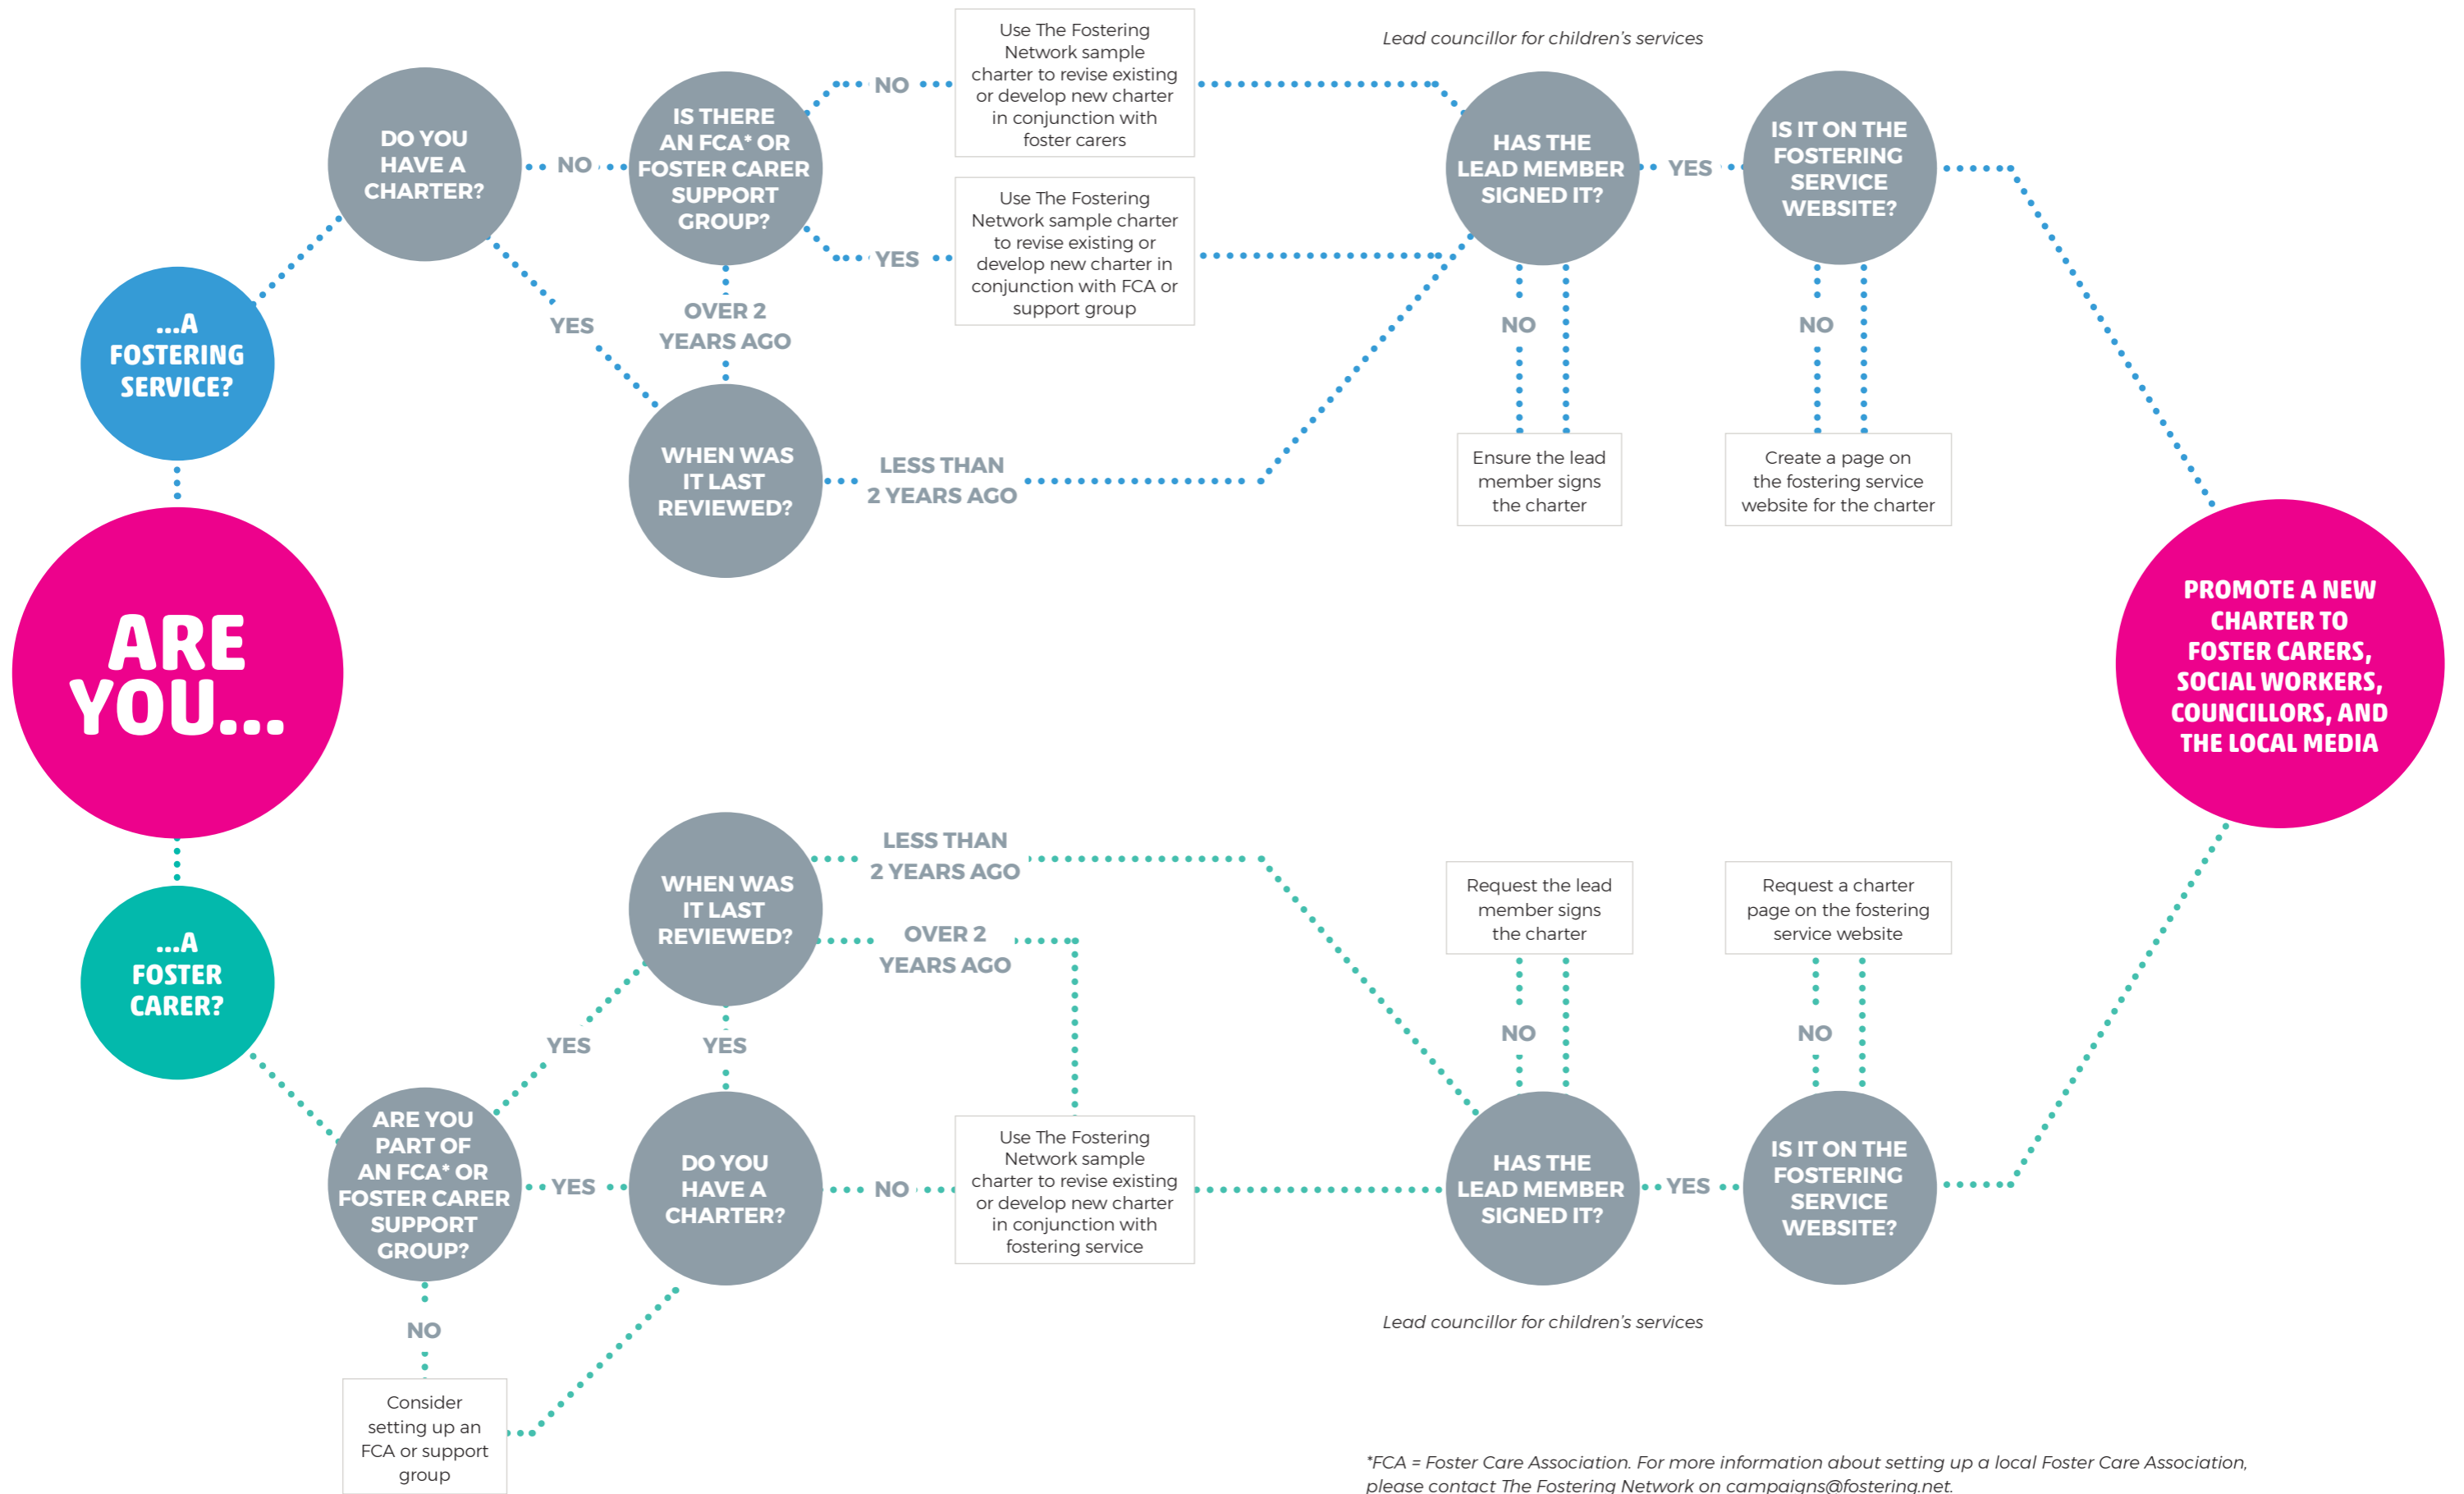 ARE
YOU...
...A
FOSTERING
SERVICE?
DO YOU
HAVE A
CHARTER?
NO
YES
IS THERE
AN FCA* OR
FOSTER CARER
SUPPORT
GROUP?
OVER 2
YEARS AGO
WHEN WAS
IT LAST
REVIEWED?
LESS THAN
2 YEARS AGO
NO
Use The Fostering
Network sample
charter to revise existing
or develop new charter
in conjunction with
foster carers
YES
Use The Fostering
Network sample charter
to revise existing or
develop new charter in
conjunction with FCA or
support group
Lead councillor for children's services
HAS THE
LEAD MEMBER
SIGNED IT?
NO
Ensure the lead
member signs
the charter
YES
IS IT ON THE
FOSTERING
SERVICE
WEBSITE?
NO
Create a page on
the fostering service
website for the charter
PROMOTE A NEW
CHARTER TO
FOSTER CARERS,
SOCIAL WORKERS,
COUNCILLORS, AND
THE LOCAL MEDIA
...A
FOSTER
CARER?
ARE YOU
PART OF
AN FCA* OR
FOSTER CARER
SUPPORT
GROUP?
YES
YES
NO
Consider
setting up an
FCA or support
group
WHEN WAS
IT LAST
REVIEWED?
LESS THAN
2 YEARS AGO
OVER 2
YEARS AGO
YES
DO YOU
HAVE A
CHARTER?
NO
Use The Fostering
Network sample
charter to revise existing
or develop new charter
in conjunction with
fostering service
Request the lead
member signs
the charter
NO
HAS THE
LEAD MEMBER
SIGNED IT?
Lead councillor for children's services
YES
Request a charter
page on the fostering
service website
NO
IS IT ON THE
FOSTERING
SERVICE
WEBSITE?
*FCA = Foster Care Association. For more information about setting up a local Foster Care Association,
please contact The Fostering Network on campaigns@fostering.net.